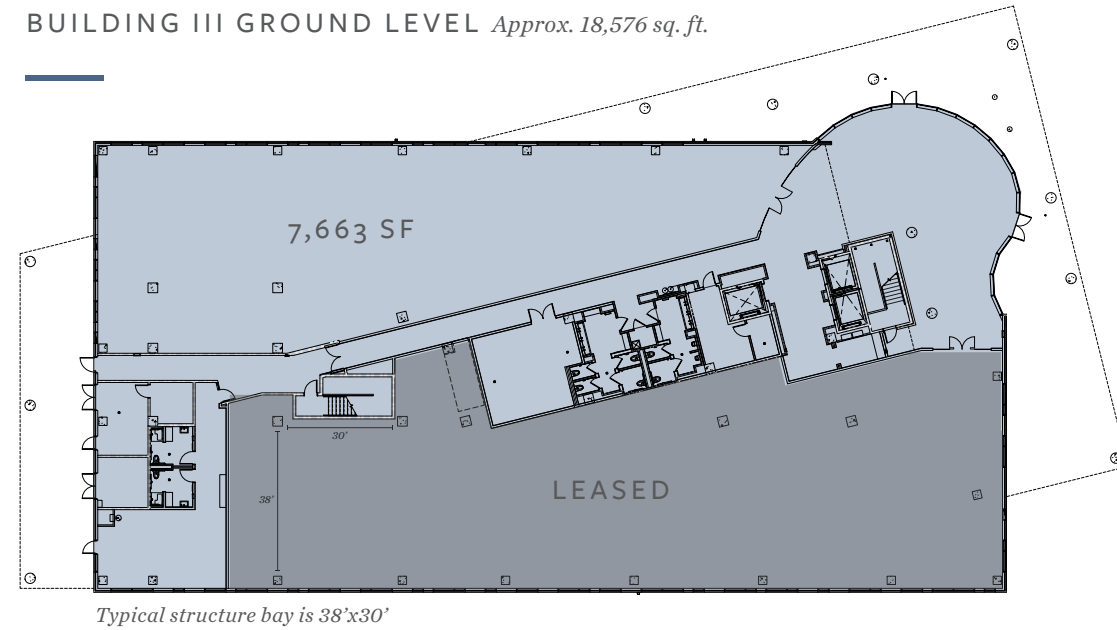 BUILDING III GROUND LEVEL Approx. 18,576 sq. ft.
7,663 SF
30'
38'
LEASED
Typical structure bay is 38'x30'